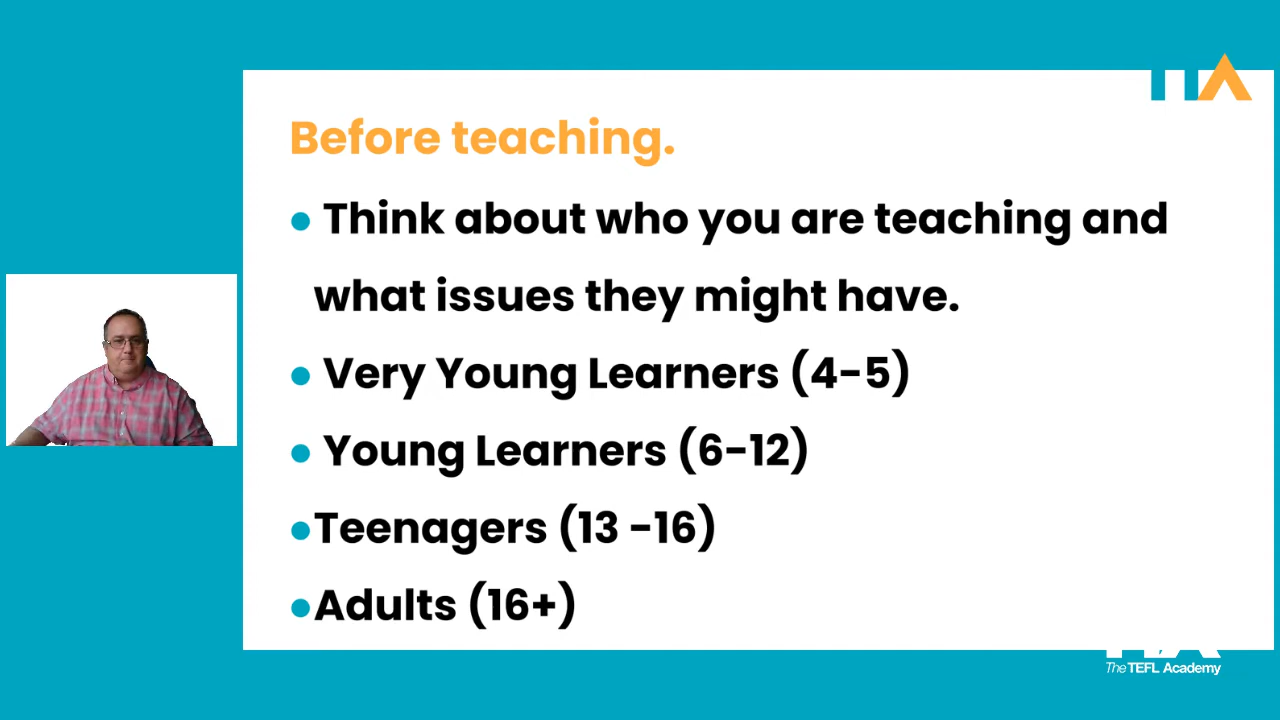 Before teaching.
● Think about who you are teaching and
what issues they might have.
● Very Young Learners (4-5)
● Young Learners (6-12)
●Teenagers (13 -16)
●Adults (16+)
The TEFL Academy